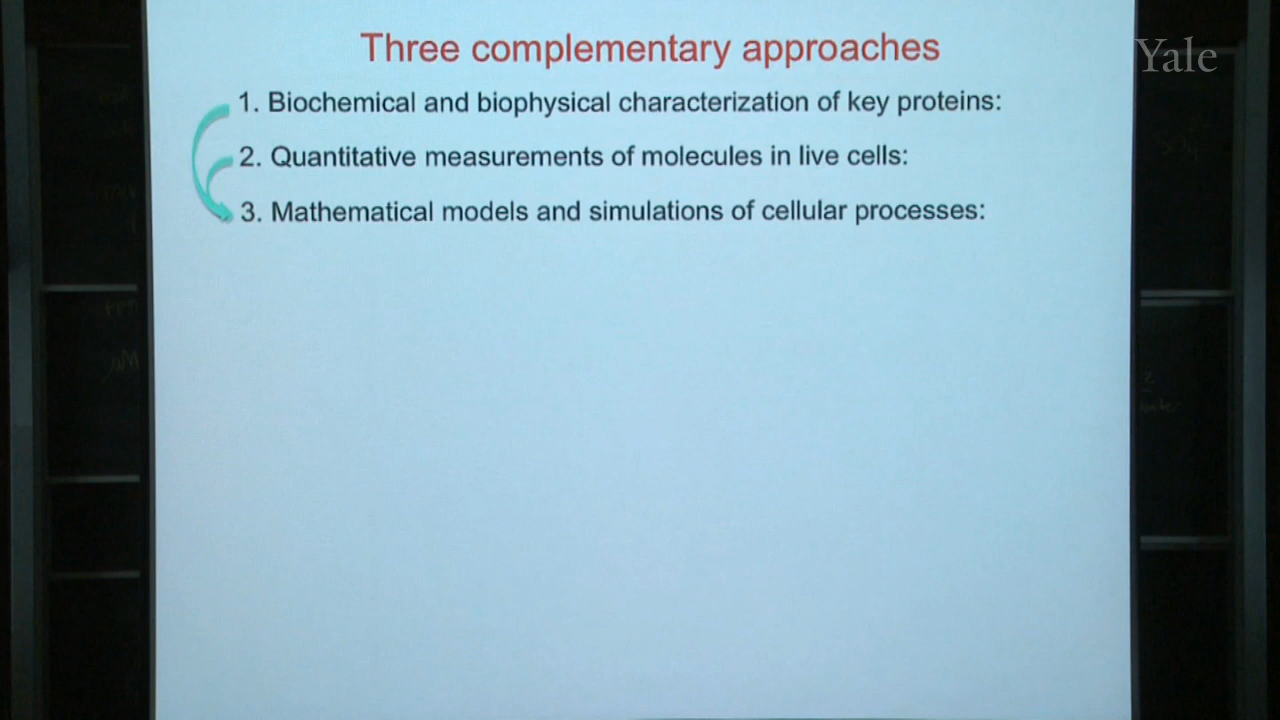 Three complementary approaches
Yale
1. Biochemical and biophysical characterization of key proteins:
2. Quantitative measurements of molecules in live cells:
3. Mathematical models and simulations of cellular processes: